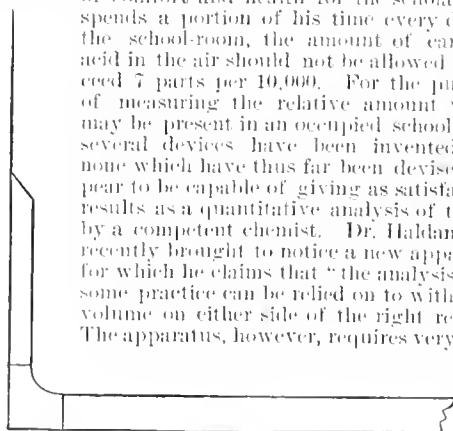 of comfort and health for the schola
spends a portion of his time every d
the school-room, the amount of car
acid in the air should not be allowed
ceed 7 parts per 10,000. For the pu
of measuring the relative amount
may be present in an occupied school
several devices have been invented
none which have thus far been devise
pear to be capable of giving as satisfa
results as a quantitative analysis of t
by a competent chemist. Dr. Haldan
recently brought to notice a new appa
for which he claims that "the analysis
some practice can be relied on to with
volume on either side of the right re
The apparatus, however, requires very